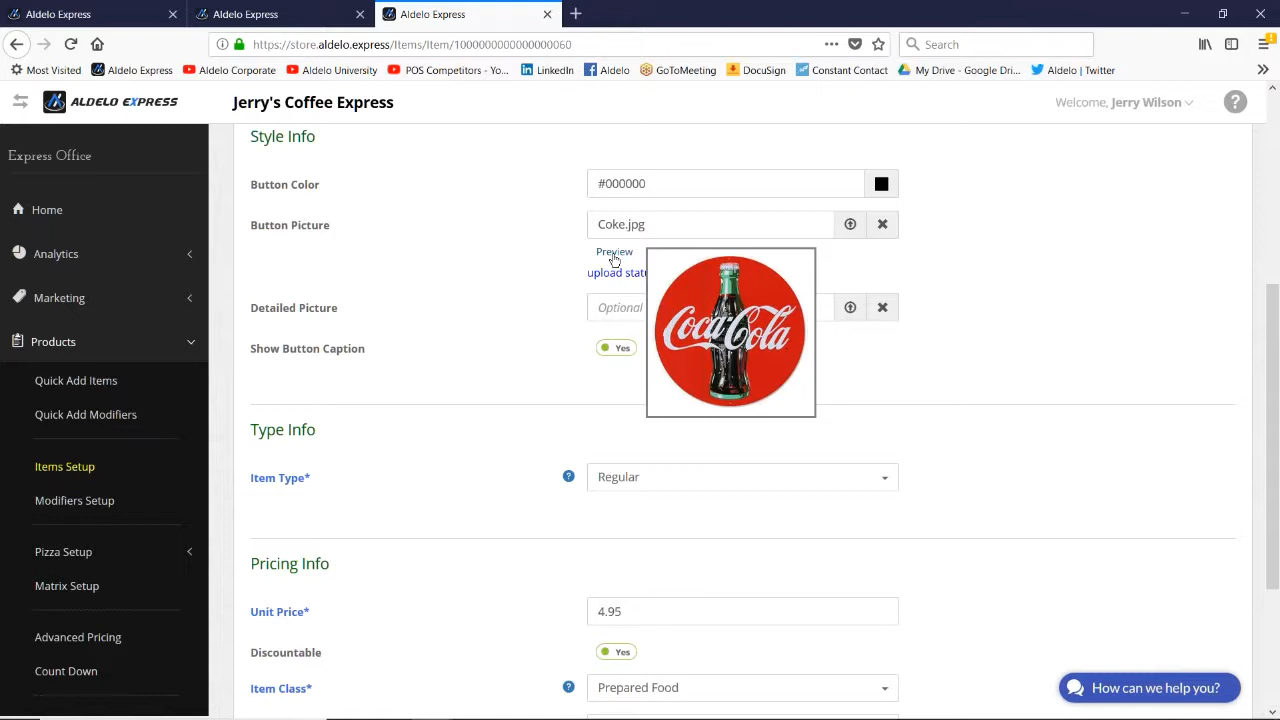 Aldelo Express
Aldelo Express
Aldelo Express
https://store.aldelo.express/Items/Item/
Search
Most Visited
Aldelo Express
Aldelo Corporate
Aldelo University
POS Competitors - Yo...
LinkedIn
Aldelo
GoToMeeting
DocuSign
Constant Contact
My Drive - Google Dri...
Aldelo | Twitter
ALDELO EXPRESS
Jerry's Coffee Express
Welcome, Jerry Wilson
Express Office
Home
Analytics
Marketing
Products
Quick Add Items
Quick Add Modifiers
Items Setup
Modifiers Setup
Pizza Setup
Matrix Setup
Advanced Pricing
Count Down
Style Info
Button Color
#000000
Button Picture
Coke.jpg
Preview
upload stat
Detailed Picture
Optional
Coca-Cola
Show Button Caption
Yes
Type Info
Item Type*
Regular
Pricing Info
Unit Price*
4.95
Discountable
Yes
Item Class*
Prepared Food
How can we help you?